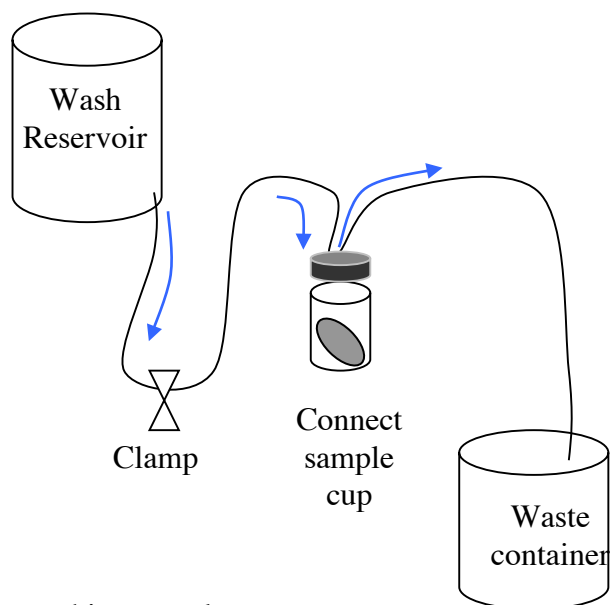 Wash
Reservoir
Clamp
Connect
sample
cup
Waste
container